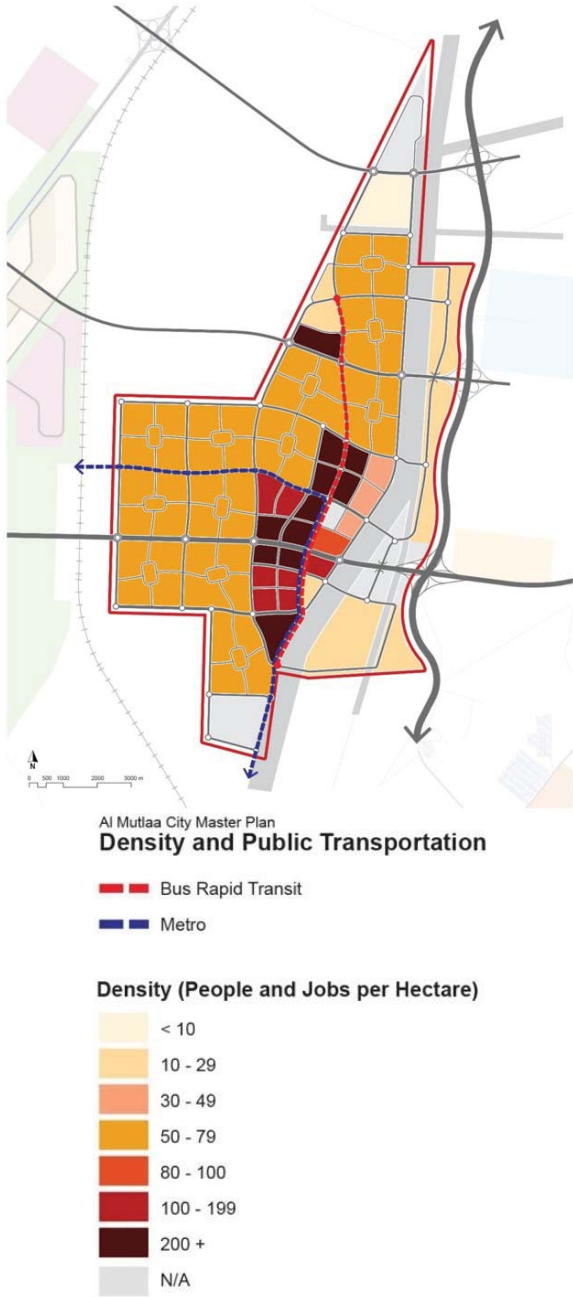 N
0 500 1000 2000 3000 m
Al Mutlaa City Master Plan
Density and Public Transportation
Bus Rapid Transit
Metro
Density (People and Jobs per Hectare)
< 10
10 - 29
30 - 49
50 - 79
80 - 100
100 - 199
200 +
N/A